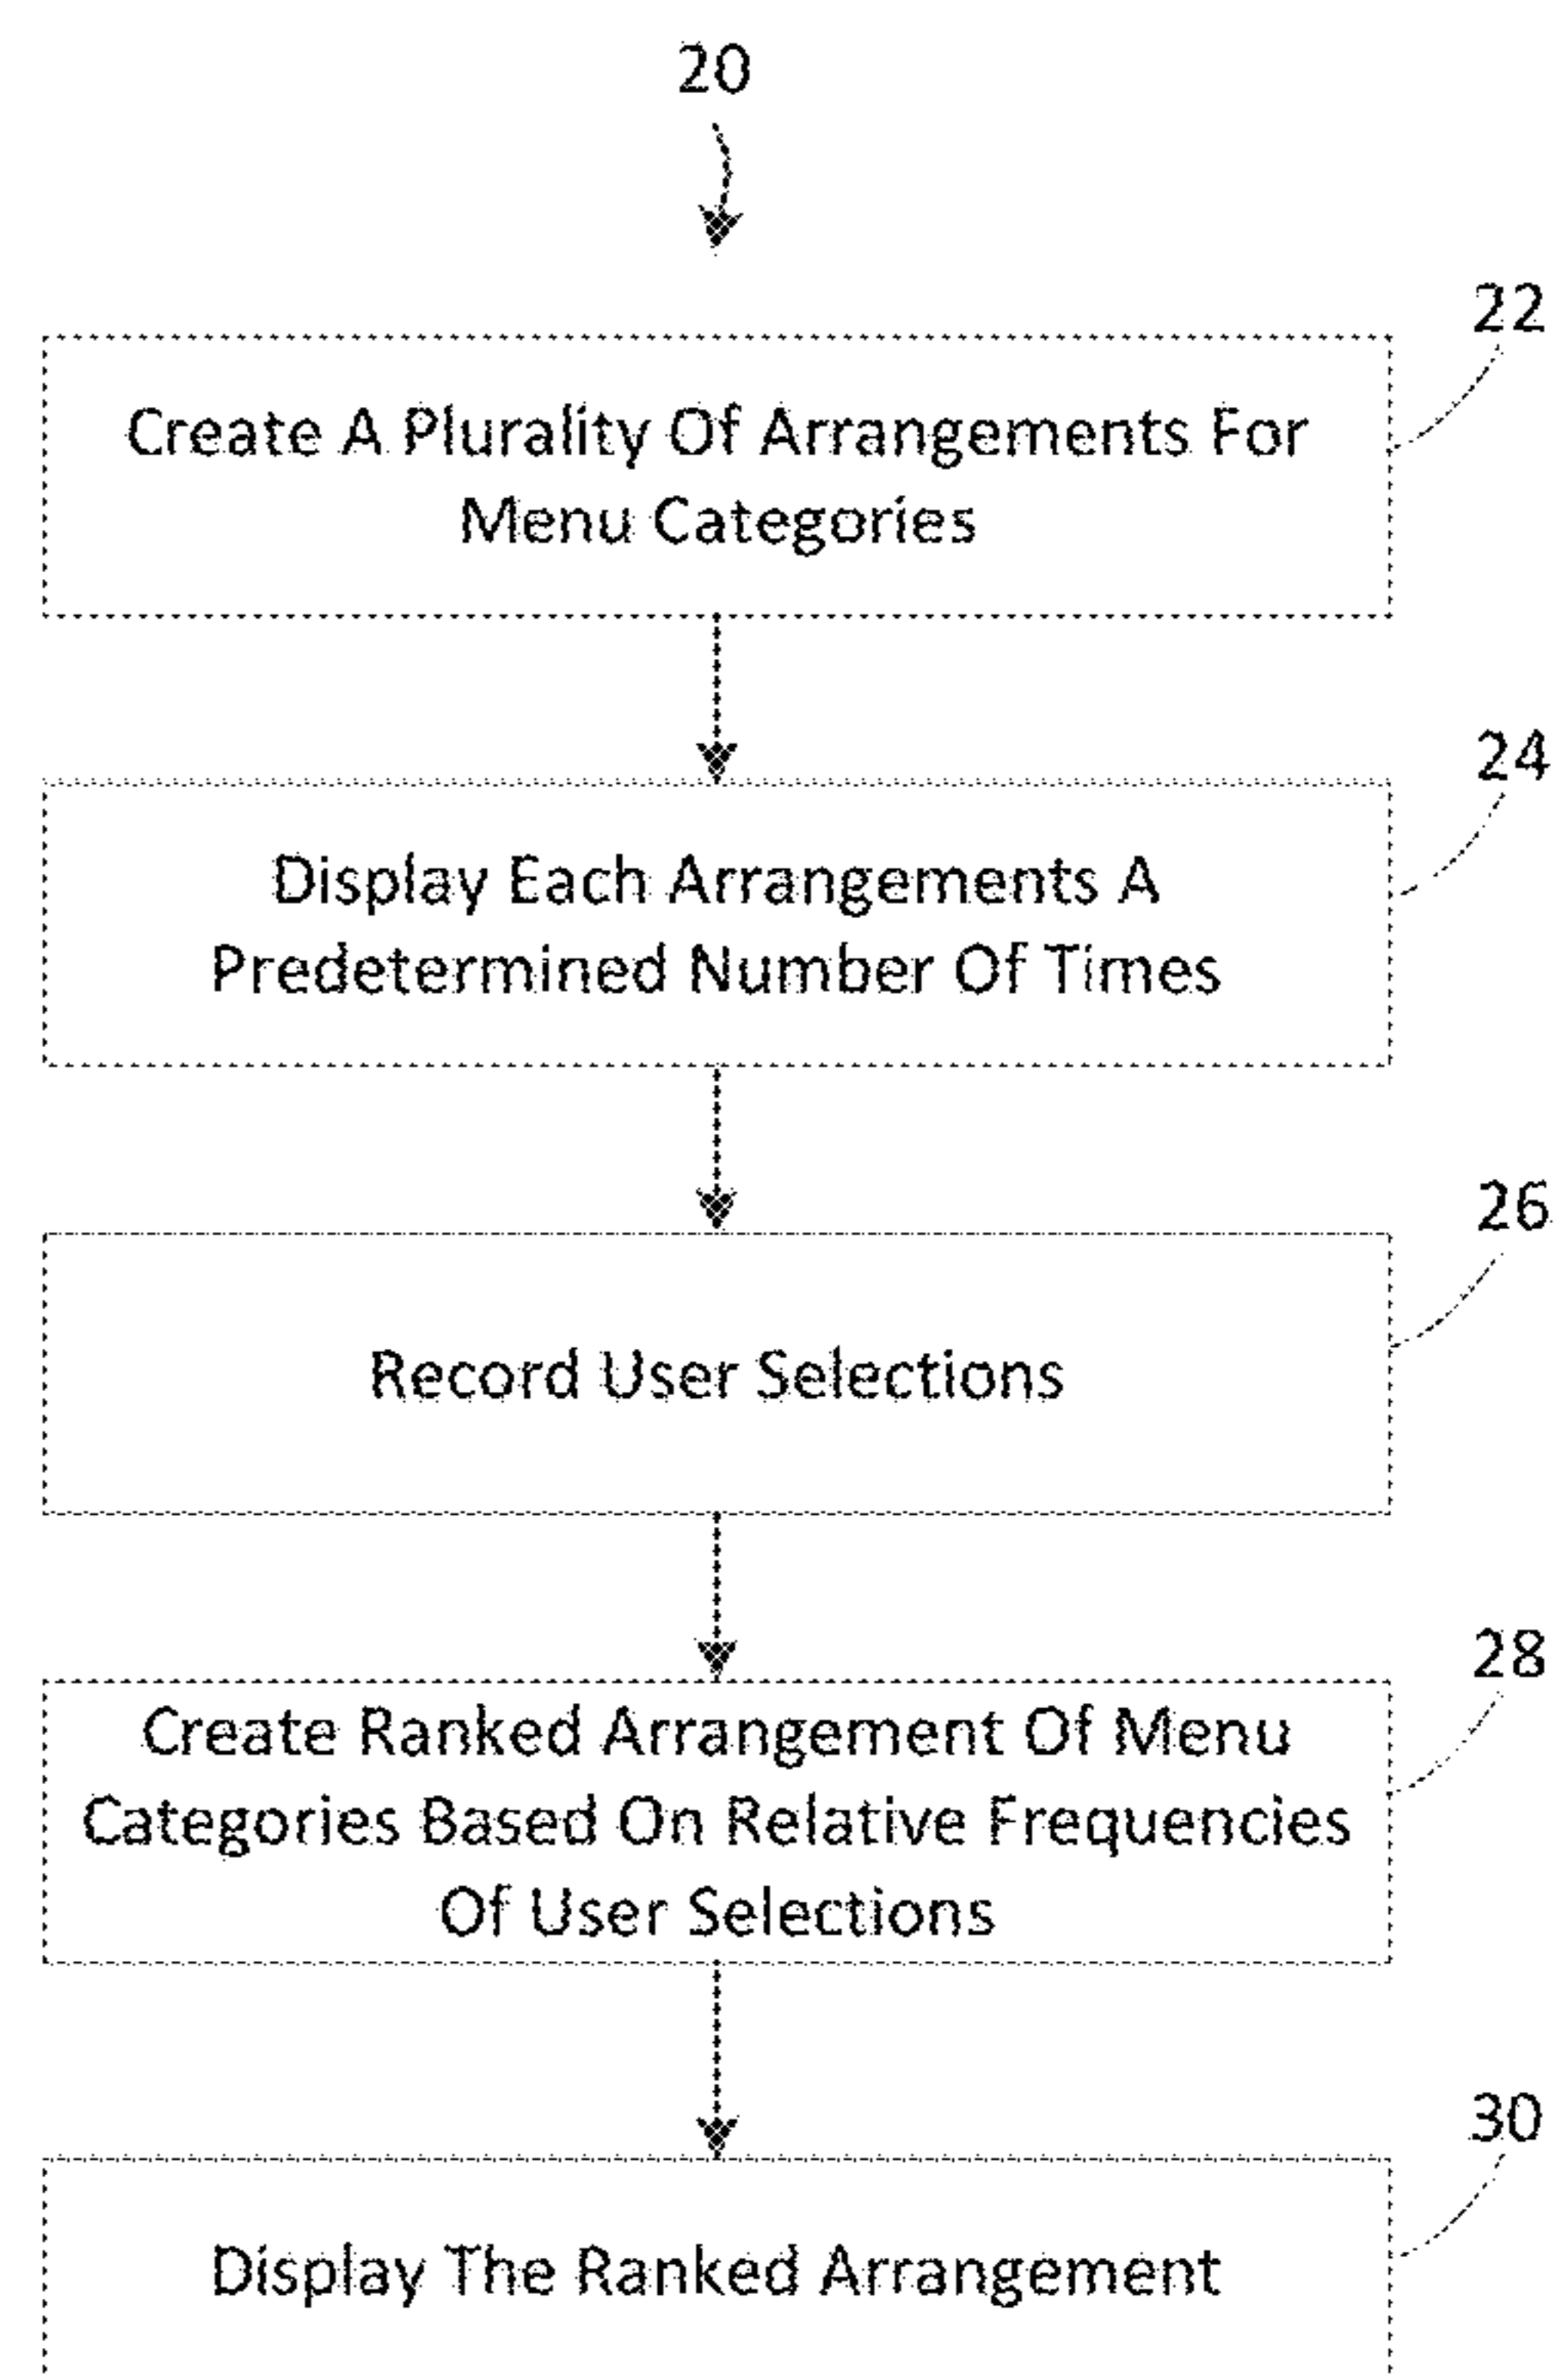 20
22
Create A Plurality Of Arrangements For
Menu Categories
24
Display Each Arrangements A
Predetermined Number Of Times
26
Record User Selections
28
Create Ranked Arrangement Of Menu
Categories Based On Relative Frequencies
Of User Selections
30
Display The Ranked Arrangement